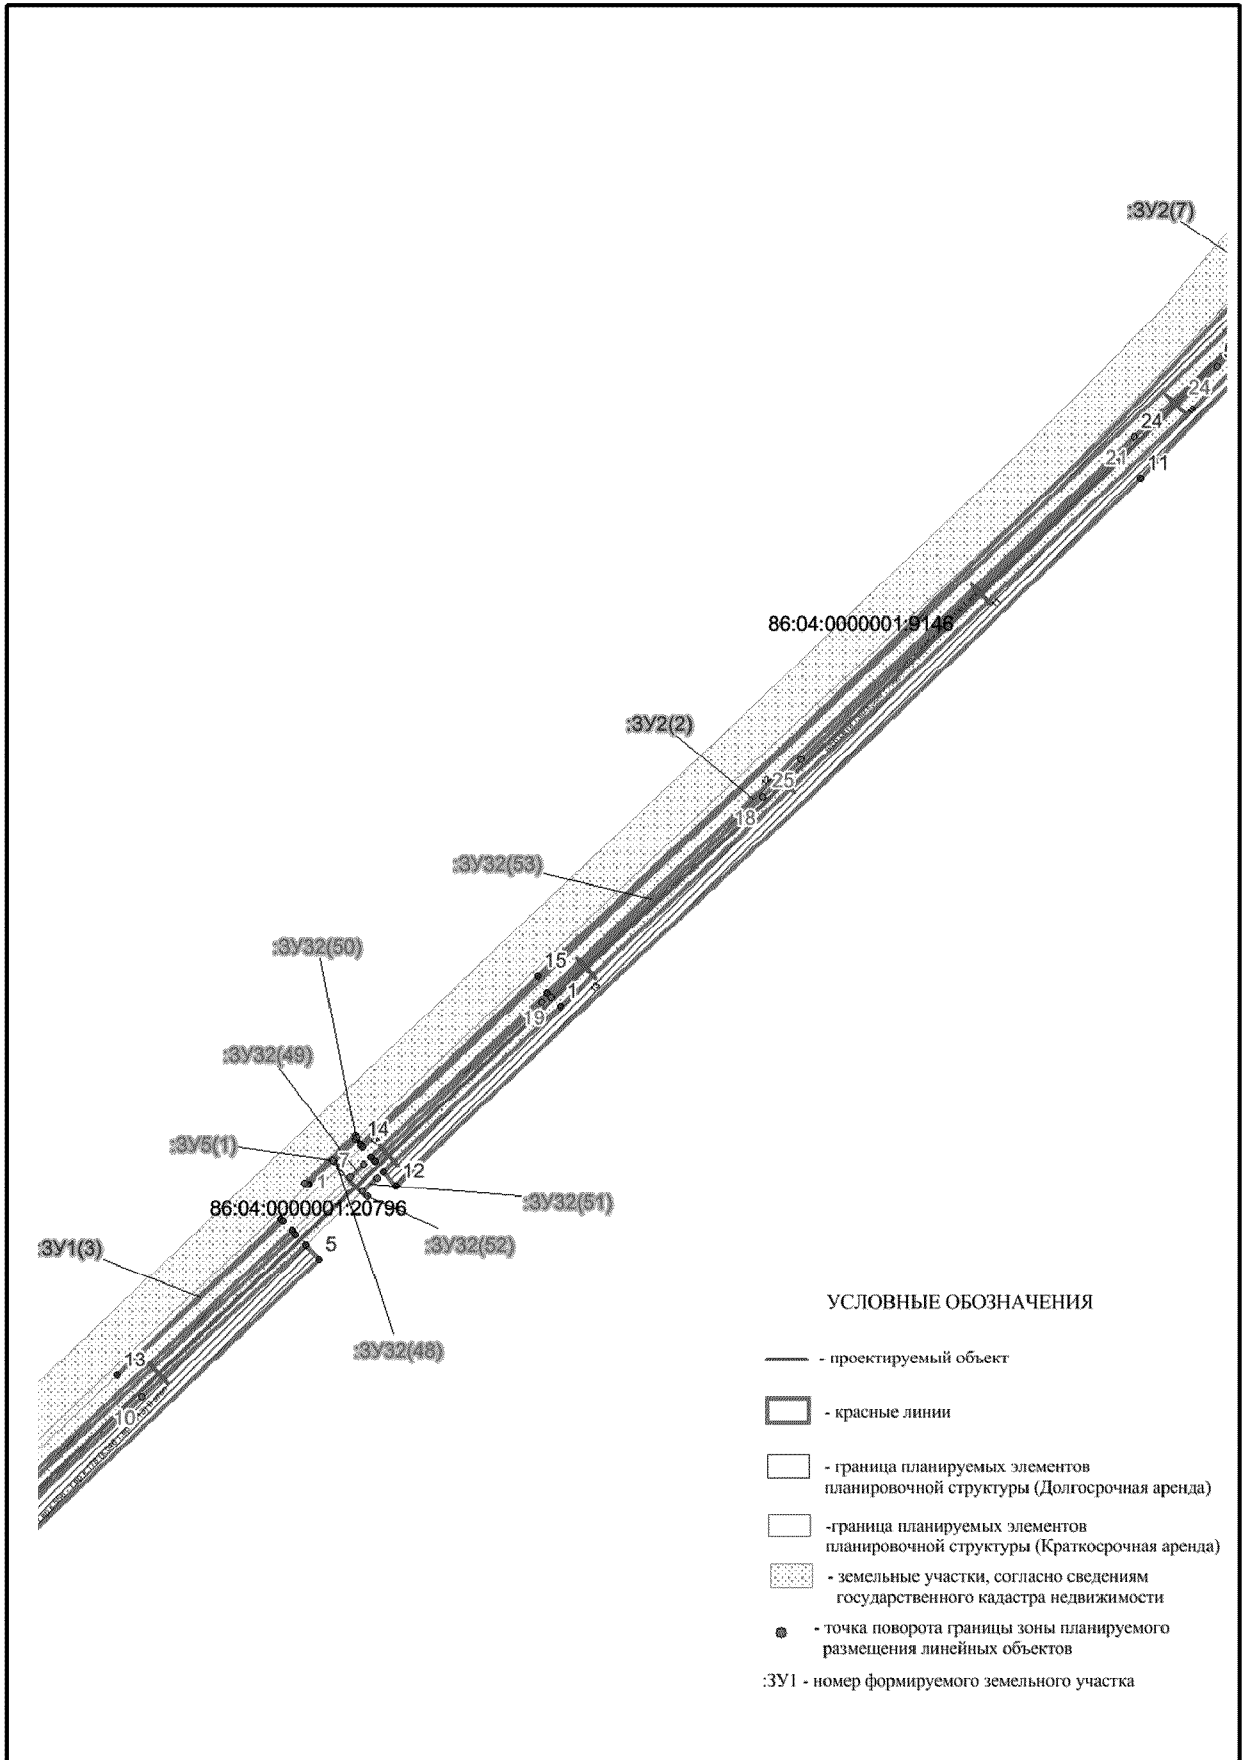 :ЗУ2(7)
24
24
21
11
86:04:0000001:9146
:ЗУ2(2)
25
18
:ЗУ32(53)
:ЗУ32(50)
15
1
13
19
:ЗУ32(49)
14
:ЗУ5(1)
7
12
1
:ЗУ32(51)
86:04:0000001:20796
:ЗУ32(52)
5
:ЗУ1(3)
:ЗУ32(48)
13
10
УСЛОВНЫЕ ОБОЗНАЧЕНИЯ
- проектируемый объект
- красные линии
- граница планируемых элементов
планировочной структуры (Долгосрочная аренда)
-граница планируемых элементов
планировочной структуры (Краткосрочная аренда)
- земельные участки, согласно сведениям
государственного кадастра недвижимости
- точка поворота границы зоны планируемого
размещения линейных объектов
:ЗУ1 - номер формируемого земельного участка